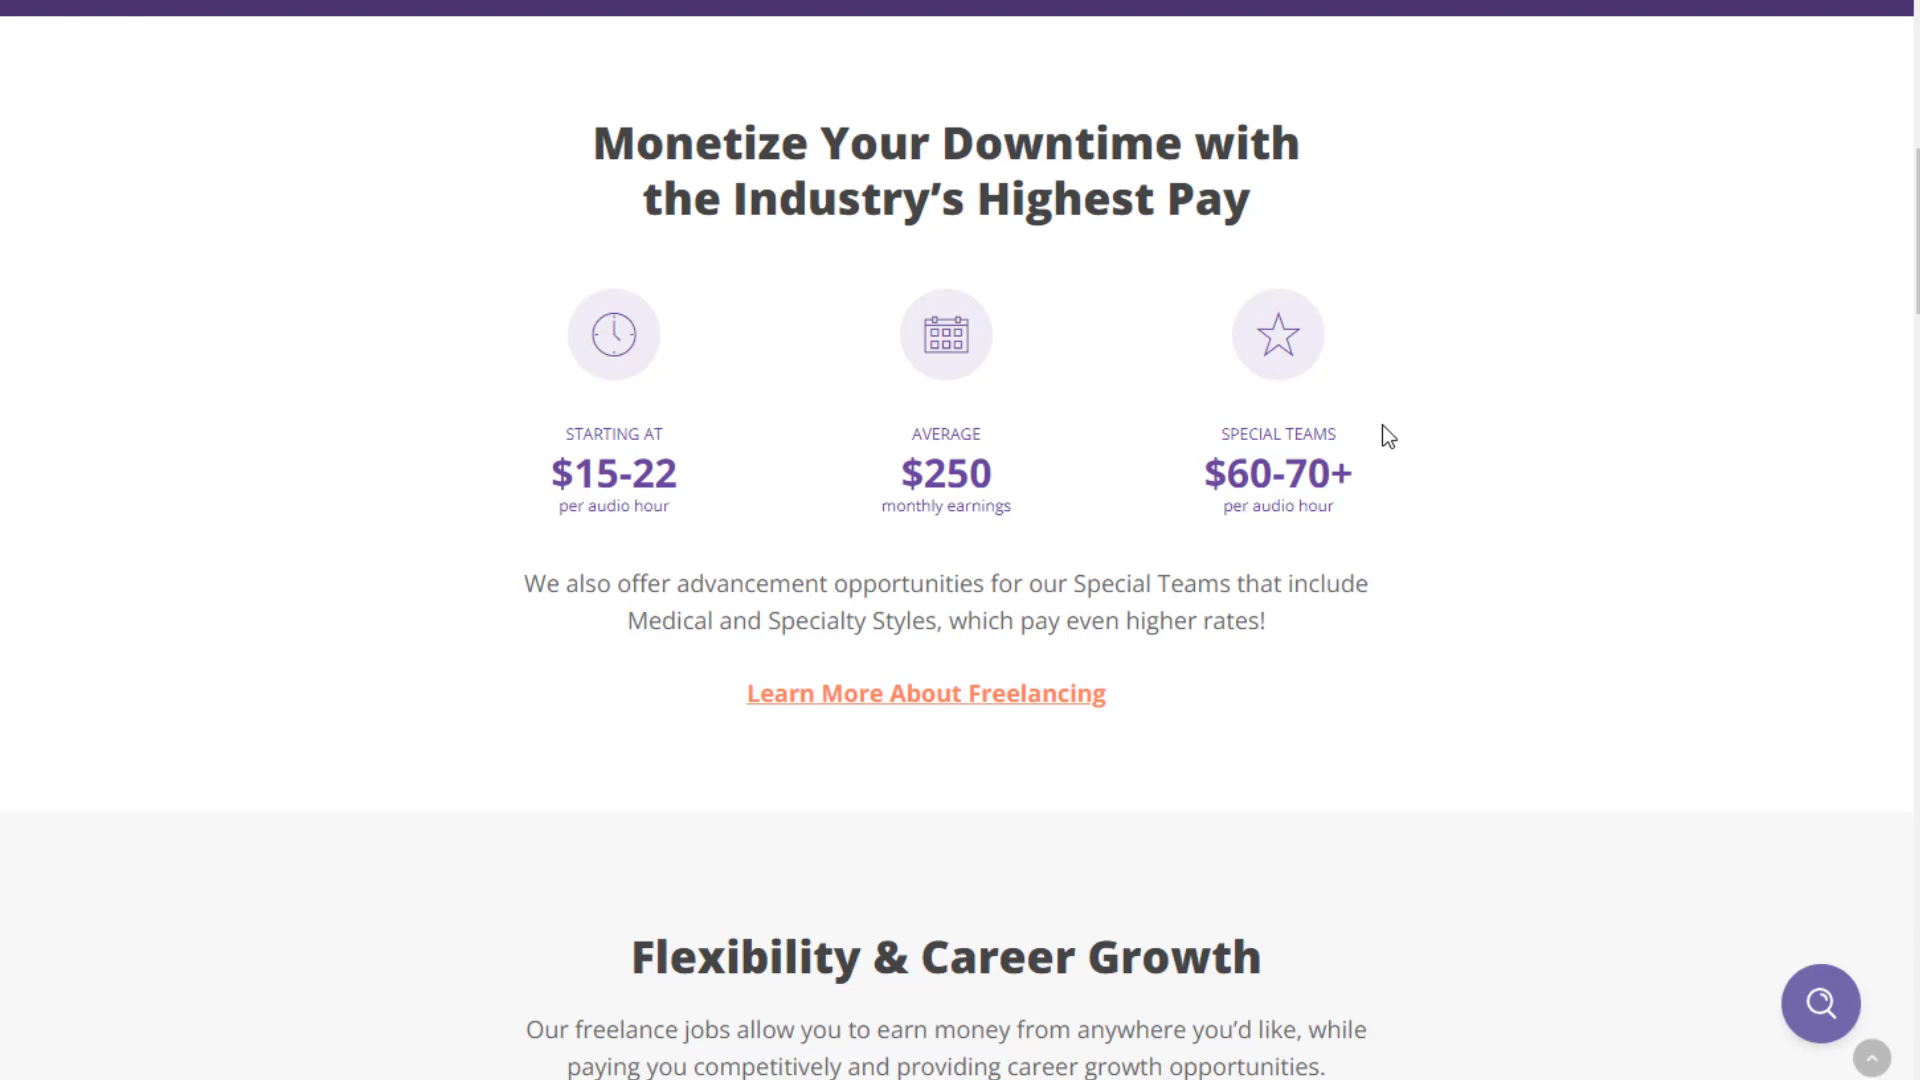 Monetize Your Downtime with
the Industry’s Highest Pay
STARTING AT
$15-22
per audio hour
AVERAGE
$250
monthly earnings
SPECIAL TEAMS
$60-70+
per audio hour
We also offer advancement opportunities for our Special Teams that include
Medical and Specialty Styles, which pay even higher rates!
Learn More About Freelancing
Flexibility & Career Growth
Our freelance jobs allow you to earn money from anywhere you’d like, while
paying you competitively and providing career growth opportunities.